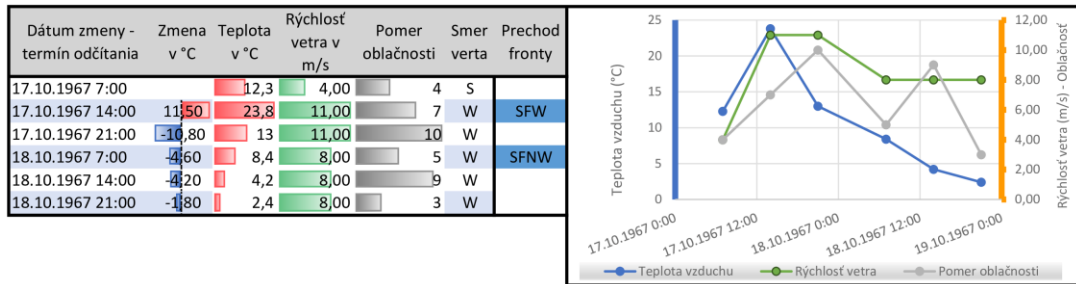 Dátum zmeny - termín odčítania Zmena v °C Teplota v °C Rýchlosť vetra v m/s Pomer oblačnosti Smer verta Prechod fronty
17.10.1967 7:00 12,3 4,00 4 S
17.10.1967 14:00 11,50 23,8 11,00 7 W SFW
17.10.1967 21:00 -10,80 13 11,00 10 W
18.10.1967 7:00 -4,60 8,4 8,00 5 W SFNW
18.10.1967 14:00 -4,20 4,2 8,00 9 W
18.10.1967 21:00 -1,80 2,4 8,00 3 W
Teplota vzduchu (°C)
25
20
15
10
5
0
12,00
10,00
8,00
6,00
4,00
2,00
0,00
Rýchlosť vetra (m/s) - Oblačnosť
17.10.1967 0:00
17.10.1967 12:00
18.10.1967 0:00
18.10.1967 12:00
19.10.1967 0:00
Teplota vzduchu Rýchlosť vetra Pomer oblačnosti